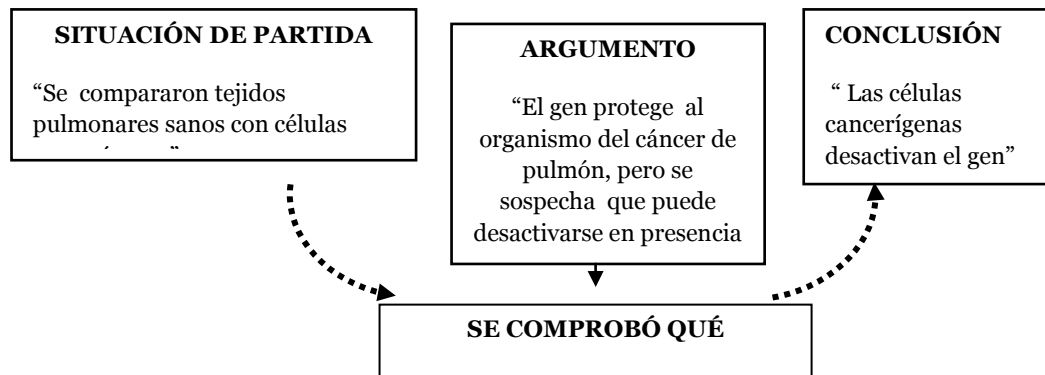 SITUACIÓN DE PARTIDA
“Se compararon tejidos
pulmonares sanos con células
ARGUMENTO
“El gen protege al
organismo del cáncer de
pulmón, pero se
sospecha que puede
desactivarse en presencia
CONCLUSIÓN
“ Las células
cancerígenas
desactivan el gen”
SE COMPROBÓ QUÉ